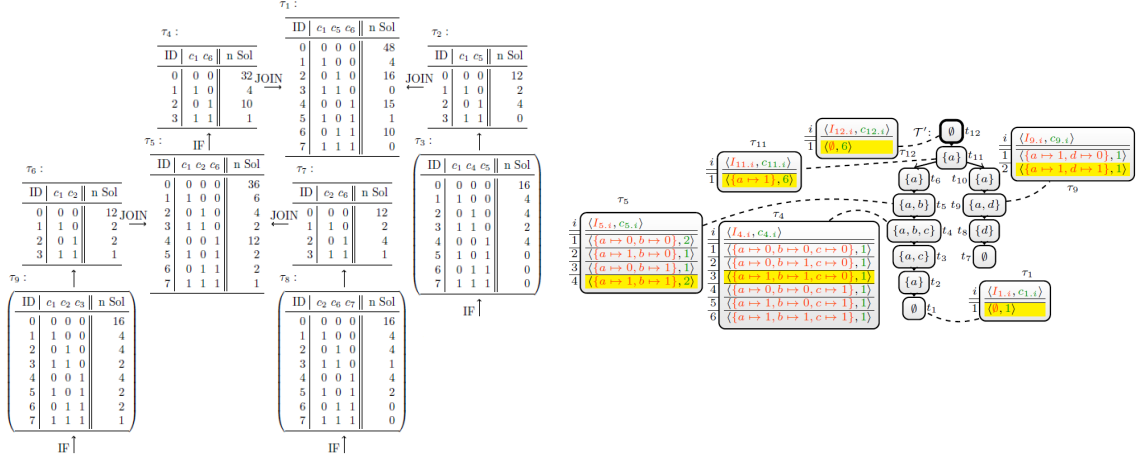 τ1 :
ID c1 c5 c6 n Sol
0 0 0 0 48
1 1 0 0 4
2 0 1 0 16
3 1 1 0 0
4 0 0 1 15
5 1 0 1 1
6 0 1 1 10
7 1 1 1 0
τ4 :
ID c1 c6 n Sol
0 0 0 32
1 1 0 4
2 0 1 10
3 1 1 1
JOIN
JOIN
τ2 :
ID c1 c5 n Sol
0 0 0 12
1 1 0 2
2 0 1 4
3 1 1 0
IF
τ5 :
ID c1 c2 c6 n Sol
0 0 0 0 36
1 1 0 0 6
2 0 1 0 4
3 1 1 0 2
4 0 0 1 12
5 1 0 1 2
6 0 1 1 2
7 1 1 1 1
τ3 :
ID c1 c4 c5 n Sol
0 0 0 0 16
1 1 0 0 4
2 0 1 0 4
3 1 1 0 2
4 0 0 1 4
5 1 0 1 0
6 0 1 1 0
7 1 1 1 0
IF
τ6 :
ID c1 c2 n Sol
0 0 0 12
1 1 0 2
2 0 1 2
3 1 1 1
JOIN
JOIN
τ7 :
ID c2 c6 n Sol
0 0 0 12
1 1 0 2
2 0 1 4
3 1 1 1
τ9 :
ID c1 c2 c3 n Sol
0 0 0 0 16
1 1 0 0 4
2 0 1 0 4
3 1 1 0 2
4 0 0 1 4
5 1 0 1 2
6 0 1 1 2
7 1 1 1 1
IF
τ8 :
ID c2 c6 c7 n Sol
0 0 0 0 16
1 1 0 0 4
2 0 1 0 4
3 1 1 0 2
4 0 0 1 4
5 1 0 1 2
6 0 1 1 0
7 1 1 1 0
IF
i ⟨I12.i, c12.i⟩
1 ⟨∅, 6⟩
τ12
T′: ∅ t12
τ11
i ⟨I11.i, c11.i⟩
1 ⟨{a ↦ 1}, 6⟩
{a} t11
{a} t6 t10 {a}
{a, b} t5 t9 {a, d}
{a, b, c} t4 t8 {d}
{a, c} t3 t7 ∅
{a} t2
∅ t1
i ⟨I9.i, c9.i⟩
1 ⟨{a ↦ 1, d ↦ 0}, 1⟩
2 ⟨{a ↦ 1, d ↦ 1}, 1⟩
τ9
τ5
i ⟨I5.i, c5.i⟩
1 ⟨{a ↦ 0, b ↦ 0}, 2⟩
2 ⟨{a ↦ 1, b ↦ 0}, 1⟩
3 ⟨{a ↦ 0, b ↦ 1}, 1⟩
4 ⟨{a ↦ 1, b ↦ 1}, 2⟩
τ4
i ⟨I4.i, c4.i⟩
1 ⟨{a ↦ 0, b ↦ 0, c ↦ 0}, 1⟩
2 ⟨{a ↦ 0, b ↦ 1, c ↦ 0}, 1⟩
3 ⟨{a ↦ 1, b ↦ 1, c ↦ 0}, 1⟩
4 ⟨{a ↦ 0, b ↦ 0, c ↦ 1}, 1⟩
5 ⟨{a ↦ 1, b ↦ 0, c ↦ 1}, 1⟩
6 ⟨{a ↦ 1, b ↦ 1, c ↦ 1}, 1⟩
τ1
i ⟨I1.i, c1.i⟩
1 ⟨∅, 1⟩